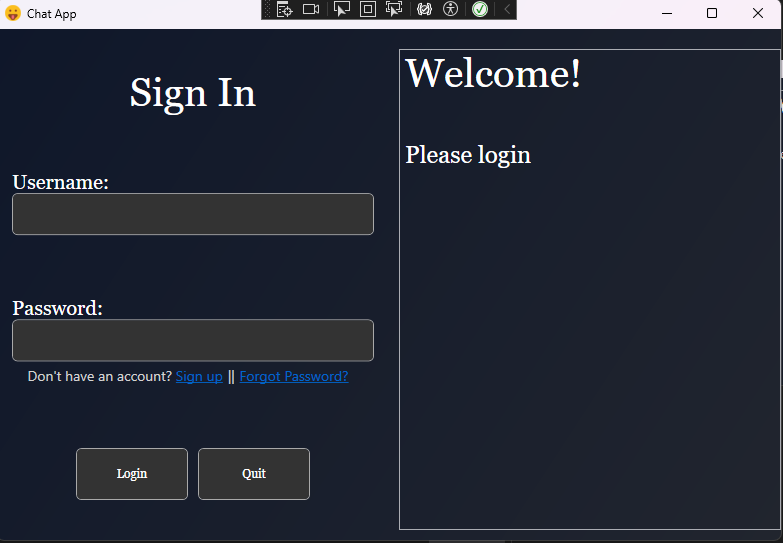 Chat App
Sign In
Username:
Password:
Don't have an account? Sign up || Forgot Password?
Login
Quit
Welcome!
Please login